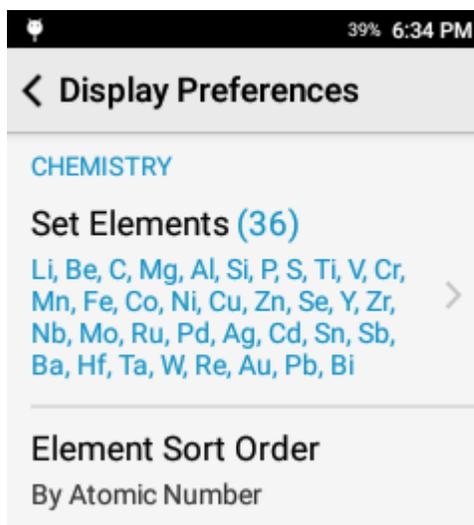 39% 6:34 PM
Display Preferences
CHEMISTRY
Set Elements (36)
Li, Be, C, Mg, Al, Si, P, S, Ti, V, Cr,
Mn, Fe, Co, Ni, Cu, Zn, Se, Y, Zr,
Nb, Mo, Ru, Pd, Ag, Cd, Sn, Sb,
Ba, Hf, Ta, W, Re, Au, Pb, Bi
Element Sort Order
By Atomic Number